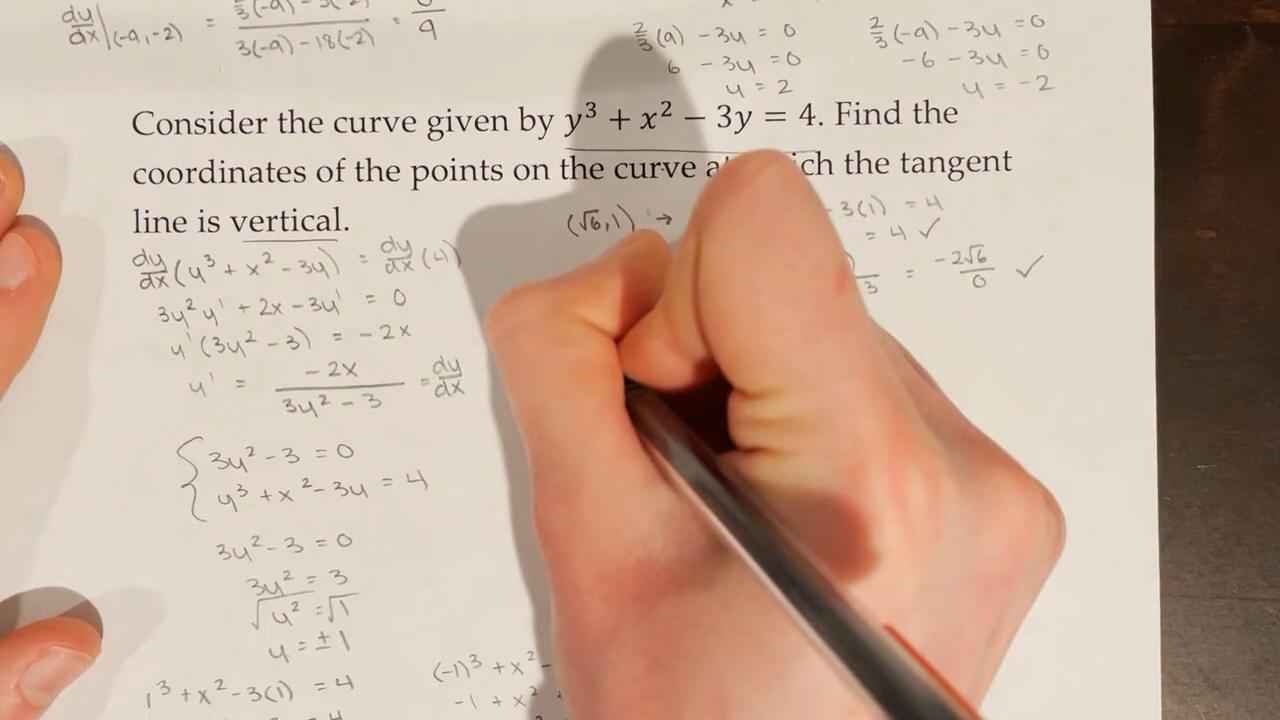 dy/dx|(-9,-2) = 3(-9)-18(-2) = 9
2/3(9) - 3y = 0
6 - 3y = 0
y = 2
2/3(-9) - 3y = 0
-6 - 3y = 0
y = -2
Consider the curve given by y³ + x² − 3y = 4. Find the
coordinates of the points on the curve the tangent
line is vertical.
dy/dx(y³ + x² - 3y) = dy/dx(4)
3y²y' + 2x - 3y' = 0
y'(3y² - 3) = -2x
y' = -2x/(3y² - 3) = dy/dx
{ 3y² - 3 = 0
y³ + x² - 3y = 4
3y² - 3 = 0
3y² = 3
√y² = √1
y = ±1
1³ + x² - 3(1) = 4
(√6,1) →
- 3(1) = 4
= 4 ✓
3 = -2√6/0 ✓
(-1)³ + x² -
-1 + x²